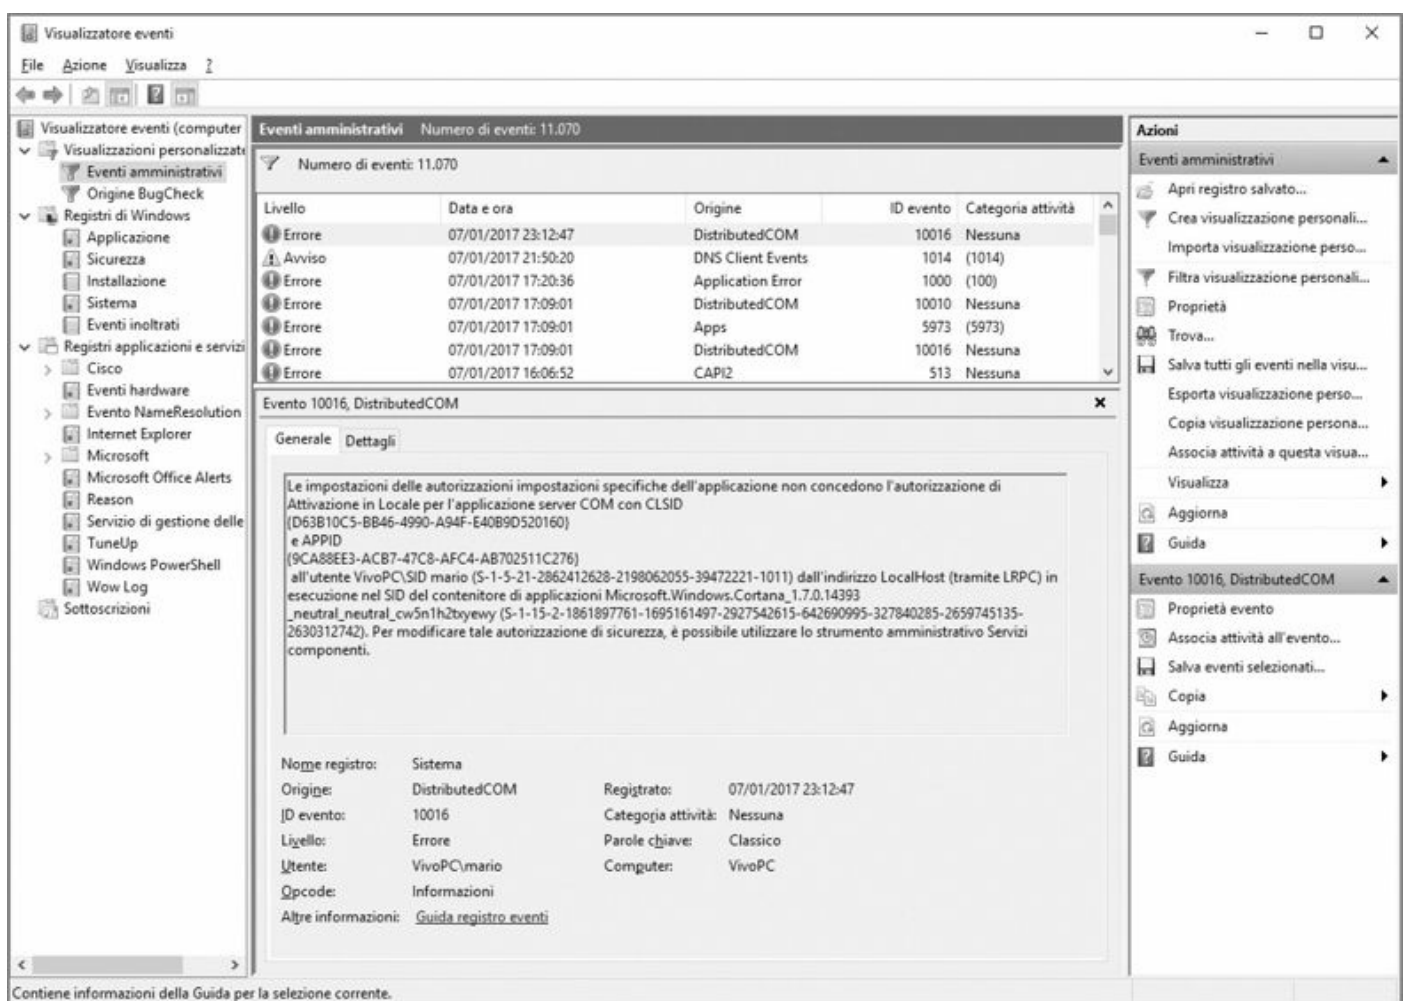 Visualizzatore eventi
File Azione Visualizza ?
Visualizzatore eventi (computer
Visualizzazioni personalizzate
Eventi amministrativi
Origine BugCheck
Registri di Windows
Applicazione
Sicurezza
Installazione
Sistema
Eventi inoltrati
Registri applicazioni e servizi
Cisco
Eventi hardware
Evento NameResolution
Internet Explorer
Microsoft
Microsoft Office Alerts
Reason
Servizio di gestione delle
TuneUp
Windows PowerShell
Wow Log
Sottoscrizioni
Eventi amministrativi Numero di eventi: 11.070
Numero di eventi: 11.070
Livello Data e ora Origine ID evento Categoria attività
Errore 07/01/2017 23:12:47 DistributedCOM 10016 Nessuna
Avviso 07/01/2017 21:50:20 DNS Client Events 1014 (1014)
Errore 07/01/2017 17:20:36 Application Error 1000 (100)
Errore 07/01/2017 17:09:01 DistributedCOM 10010 Nessuna
Errore 07/01/2017 17:09:01 Apps 5973 (5973)
Errore 07/01/2017 17:09:01 DistributedCOM 10016 Nessuna
Errore 07/01/2017 16:06:52 CAPI2 513 Nessuna
Evento 10016, DistributedCOM
Generale Dettagli
Le impostazioni delle autorizzazioni impostazioni specifiche dell'applicazione non concedono l'autorizzazione di
Attivazione in Locale per l'applicazione server COM con CLSID
{D63B10C5-BB46-4990-A94F-E40B9D520160}
e APPID
{9CA88EE3-ACB7-47C8-AFC4-AB702511C276}
all'utente VivoPC\SID mario (S-1-5-21-2862412628-2198062055-39472221-1011) dall'indirizzo LocalHost (tramite LRPC) in
esecuzione nel SID del contenitore di applicazioni Microsoft.Windows.Cortana_1.7.0.14393
_neutral_neutral_cw5n1h2txyewy (S-1-15-2-1861897761-1695161497-2927542615-642690995-327840285-2659745135-
2630312742). Per modificare tale autorizzazione di sicurezza, è possibile utilizzare lo strumento amministrativo Servizi
componenti.
Nome registro: Sistema
Origine: DistributedCOM Registrato: 07/01/2017 23:12:47
ID evento: 10016 Categoria attività: Nessuna
Livello: Errore Parole chiave: Classico
Utente: VivoPC\mario Computer: VivoPC
Opcode: Informazioni
Altre informazioni: Guida registro eventi
Azioni
Eventi amministrativi
Apri registro salvato...
Crea visualizzazione personali...
Importa visualizzazione perso...
Filtra visualizzazione personali...
Proprietà
Trova...
Salva tutti gli eventi nella visu...
Esporta visualizzazione perso...
Copia visualizzazione persona...
Associa attività a questa visua...
Visualizza
Aggiorna
Guida
Evento 10016, DistributedCOM
Proprietà evento
Associa attività all'evento...
Salva eventi selezionati...
Copia
Aggiorna
Guida
Contiene informazioni della Guida per la selezione corrente.